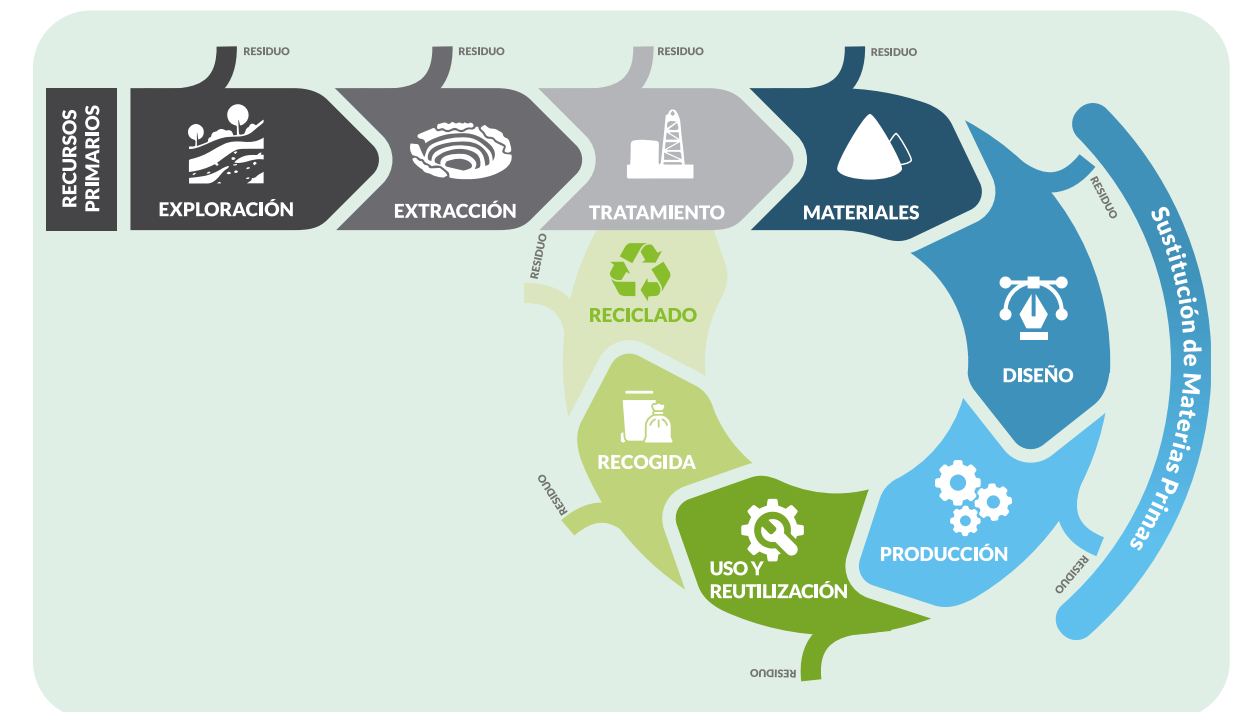 RESIDUO
RESIDUO
RESIDUO
RESIDUO
RECURSOS
PRIMARIOS
EXPLORACIÓN
EXTRACCIÓN
TRATAMIENTO
MATERIALES
RESIDUO
Sustitución de Materias Primas
DISEÑO
RESIDUO
PRODUCCIÓN
USO Y
REUTILIZACIÓN
RESIDUO
RECOGIDA
RESIDUO
RECICLADO
RESIDUO